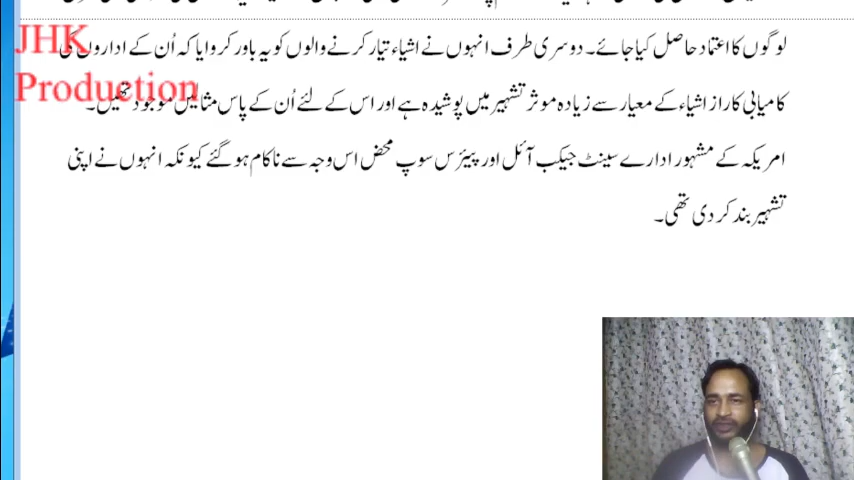 لوگوں کا اعتماد حاصل کیا جائے۔ دوسری طرف انہوں نے اشیاء تیار کرنے والوں کو یہ باور کروایا کہ اُن کے اداروں کی
کامیابی کا راز اشیاء کے معیار سے زیادہ موثر تشہیر میں پوشیدہ ہے اور اس کے لئے اُن کے پاس مثالیں موجود تھیں۔
امریکہ کے مشہور ادارے سینٹ جیکب آئل اور پیئرس سوپ محض اس وجہ سے ناکام ہو گئے کیونکہ انہوں نے اپنی
تشہیر بند کر دی تھی۔
JHK
Production